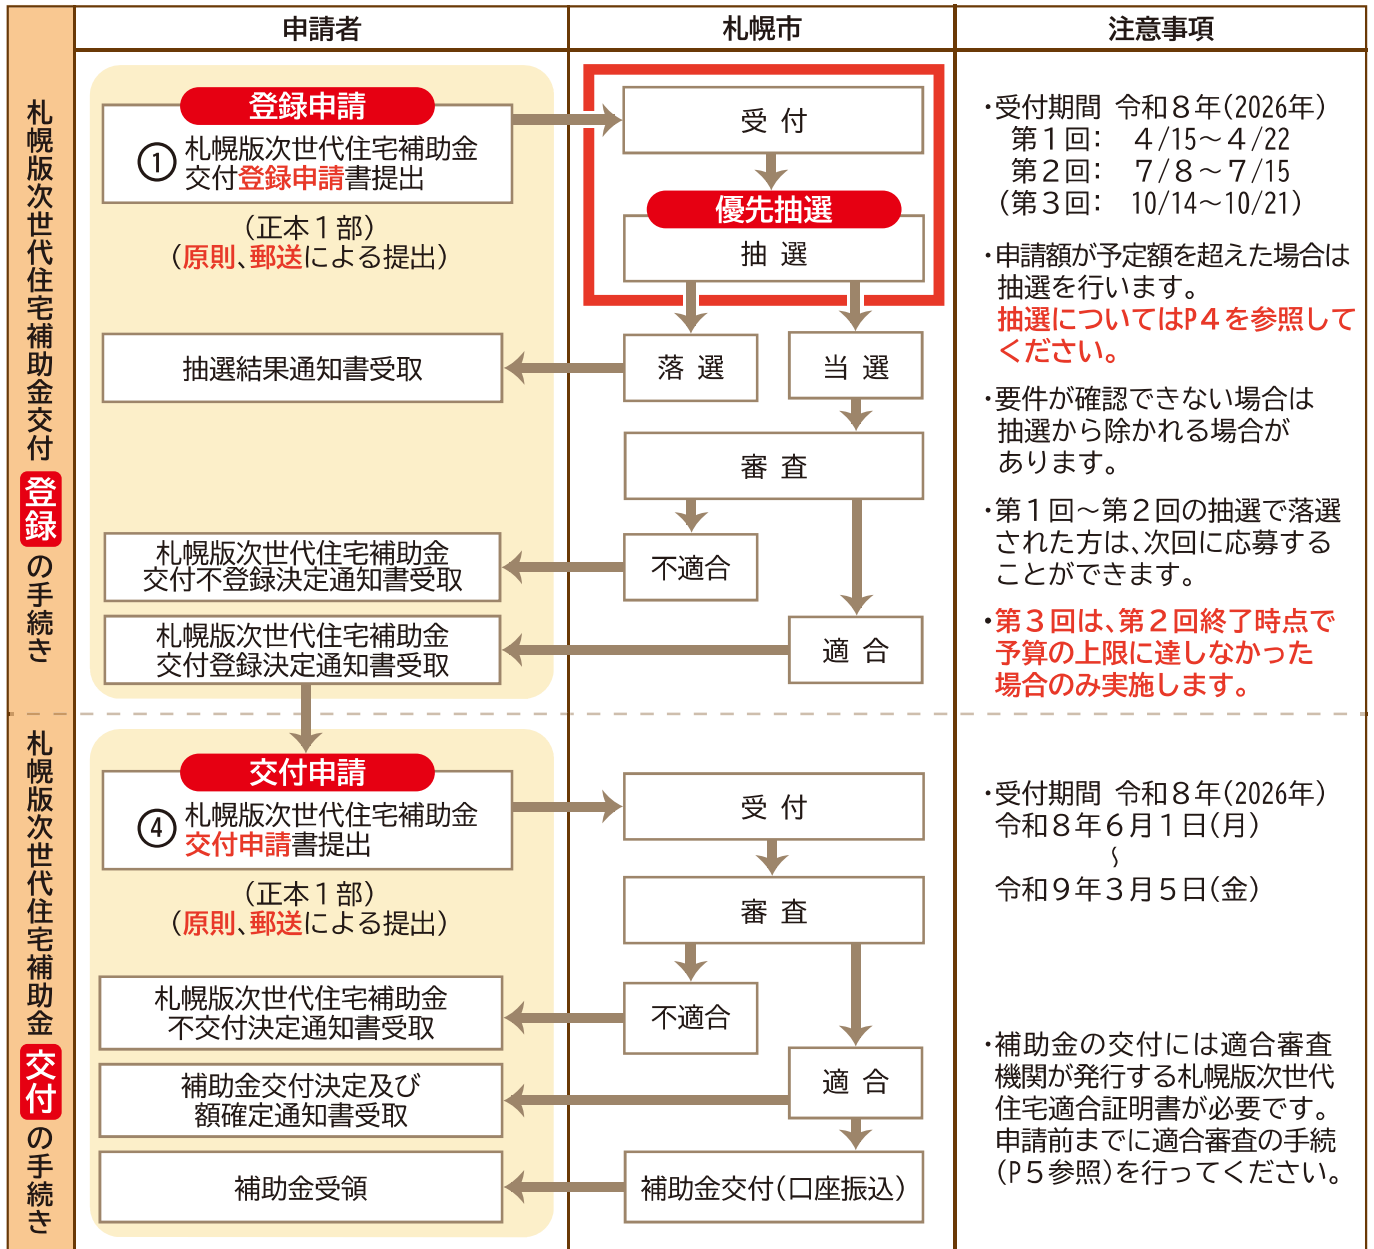 申請者
札幌市
注意事項
札幌版次世代住宅補助金交付登録の手続き
登録申請
①札幌版次世代住宅補助金
交付登録申請書提出
（正本１部）
（原則、郵送による提出）
受 付
優先抽選
抽 選
落 選
当 選
抽選結果通知書受取
審 査
不適合
札幌版次世代住宅補助金
交付不登録決定通知書受取
適 合
札幌版次世代住宅補助金
交付登録決定通知書受取
・受付期間 令和８年(2026年)
第１回： 4/15〜4/22
第２回： 7/8〜7/15
（第３回： 10/14〜10/21）
・申請額が予定額を超えた場合は
抽選を行います。
抽選についてはP４を参照して
ください。
・要件が確認できない場合は
抽選から除かれる場合が
あります。
・第１回〜第２回の抽選で落選
された方は、次回に応募する
ことができます。
・第３回は、第２回終了時点で
予算の上限に達しなかった
場合のみ実施します。
札幌版次世代住宅補助金交付の手続き
交付申請
④札幌版次世代住宅補助金
交付申請書提出
（正本１部）
（原則、郵送による提出）
受 付
審 査
不適合
札幌版次世代住宅補助金
不交付決定通知書受取
適 合
補助金交付決定及び
額確定通知書受取
補助金交付(口座振込)
補助金受領
・受付期間 令和８年(2026年)
令和８年６月１日(月)
〜
令和９年３月５日(金)
・補助金の交付には適合審査
機関が発行する札幌版次世代
住宅適合証明書が必要です。
申請前までに適合審査の手続
(P５参照)を行ってください。